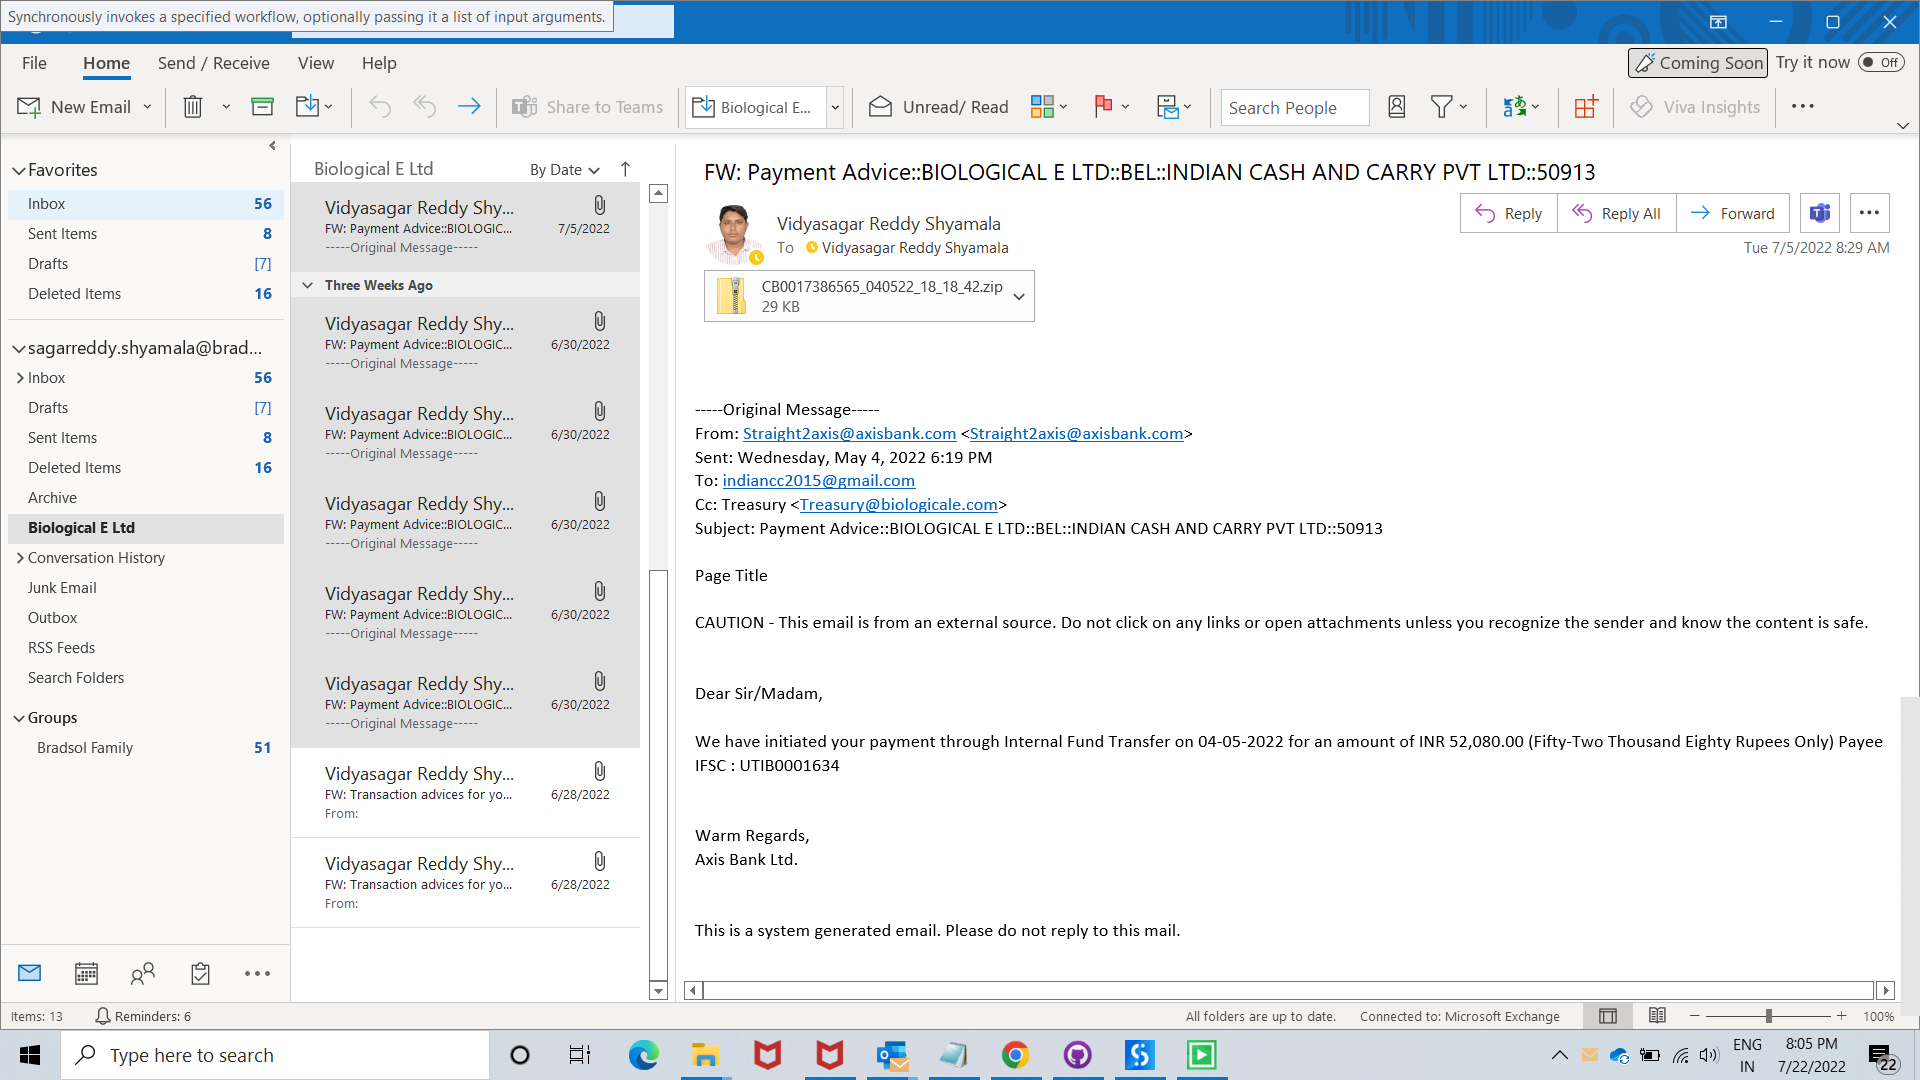 Synchronously invokes a specified workflow, optionally passing it a list of input arguments.
File Home Send / Receive View Help
Coming Soon Try it now Off
New Email
Share to Teams
Biological E...
Unread/ Read
Search People
Viva Insights
Favorites
Inbox 56
Sent Items 8
Drafts [7]
Deleted Items 16
sagarreddy.shyamala@brad...
Inbox 56
Drafts [7]
Sent Items 8
Deleted Items 16
Archive
Biological E Ltd
Conversation History
Junk Email
Outbox
RSS Feeds
Search Folders
Groups
Bradsol Family 51
Biological E Ltd By Date
Vidyasagar Reddy Shy...
FW: Payment Advice::BIOLOGIC... 7/5/2022
-----Original Message-----
Three Weeks Ago
Vidyasagar Reddy Shy...
FW: Payment Advice::BIOLOGIC... 6/30/2022
-----Original Message-----
Vidyasagar Reddy Shy...
FW: Payment Advice::BIOLOGIC... 6/30/2022
-----Original Message-----
Vidyasagar Reddy Shy...
FW: Payment Advice::BIOLOGIC... 6/30/2022
-----Original Message-----
Vidyasagar Reddy Shy...
FW: Payment Advice::BIOLOGIC... 6/30/2022
-----Original Message-----
Vidyasagar Reddy Shy...
FW: Payment Advice::BIOLOGIC... 6/30/2022
-----Original Message-----
Vidyasagar Reddy Shy...
FW: Transaction advices for yo... 6/28/2022
From:
Vidyasagar Reddy Shy...
FW: Transaction advices for yo... 6/28/2022
From:
FW: Payment Advice::BIOLOGICAL E LTD::BEL::INDIAN CASH AND CARRY PVT LTD::50913
Vidyasagar Reddy Shyamala
To Vidyasagar Reddy Shyamala
Reply Reply All Forward
Tue 7/5/2022 8:29 AM
CB0017386565_040522_18_18_42.zip
29 KB
-----Original Message-----
From: Straight2axis@axisbank.com <Straight2axis@axisbank.com>
Sent: Wednesday, May 4, 2022 6:19 PM
To: indiancc2015@gmail.com
Cc: Treasury <Treasury@biologicale.com>
Subject: Payment Advice::BIOLOGICAL E LTD::BEL::INDIAN CASH AND CARRY PVT LTD::50913
Page Title
CAUTION - This email is from an external source. Do not click on any links or open attachments unless you recognize the sender and know the content is safe.
Dear Sir/Madam,
We have initiated your payment through Internal Fund Transfer on 04-05-2022 for an amount of INR 52,080.00 (Fifty-Two Thousand Eighty Rupees Only) Payee
IFSC : UTIB0001634
Warm Regards,
Axis Bank Ltd.
This is a system generated email. Please do not reply to this mail.
Items: 13 Reminders: 6
All folders are up to date. Connected to: Microsoft Exchange 100%
Type here to search
ENG
IN
8:05 PM
7/22/2022
22